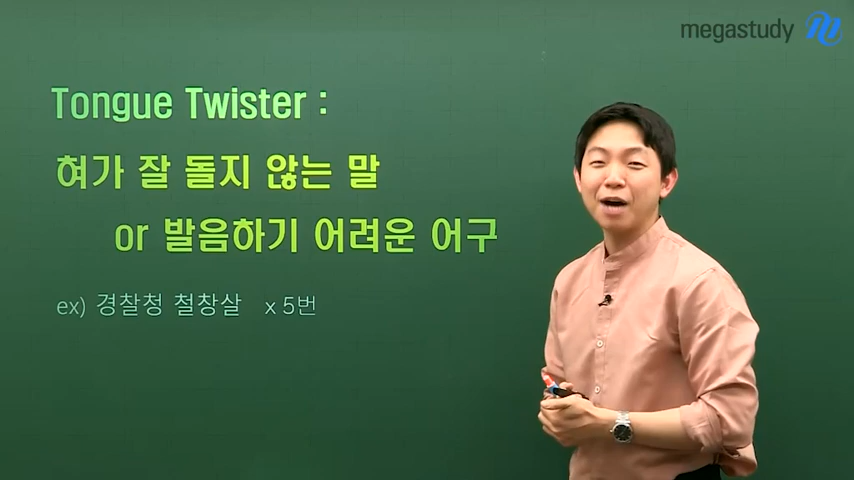 megastudy
Tongue Twister :
혀가 잘 돌지 않는 말
or 발음하기 어려운 어구
ex) 경찰청 철창살 x 5번